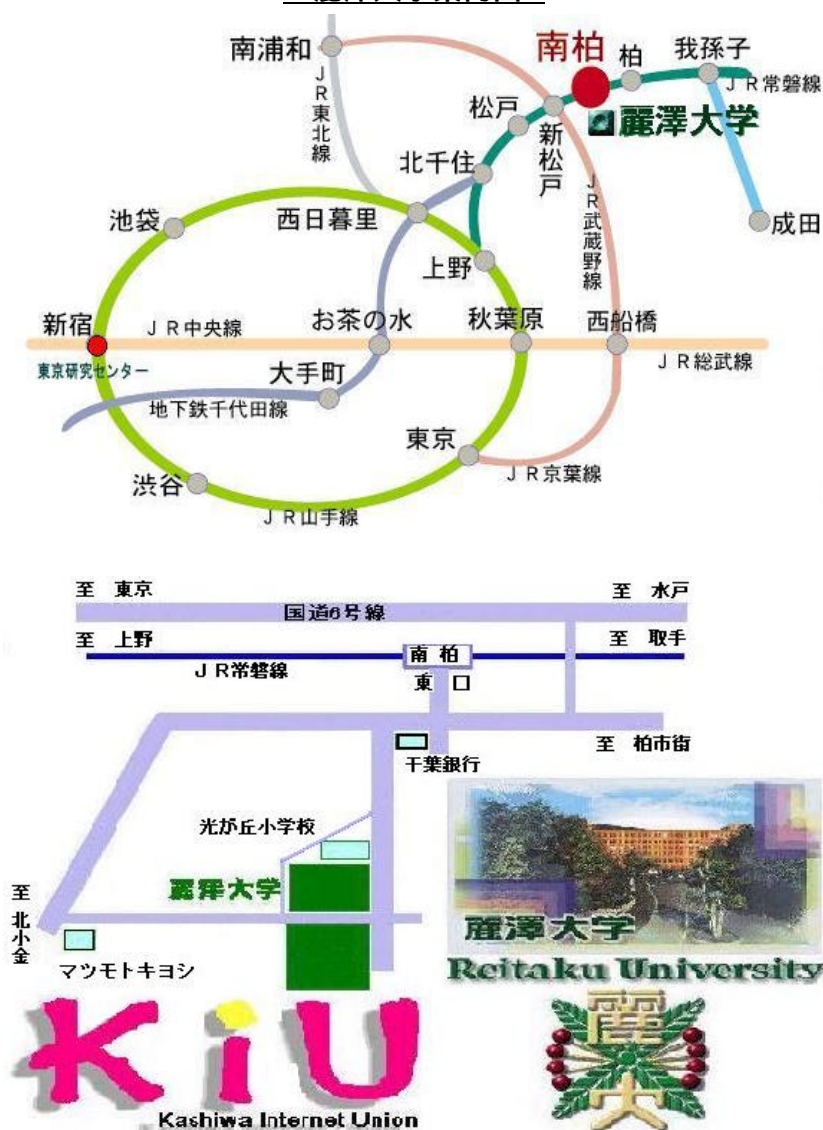 南浦和
南柏
柏
我孫子
JR常磐線
JR東北線
松戸
新松戸
麗澤大学
北千住
JR武蔵野線
池袋
西日暮里
成田
上野
新宿
JR中央線
お茶の水
秋葉原
西船橋
東京研究センター
大手町
JR総武線
地下鉄千代田線
東京
渋谷
JR京葉線
JR山手線
至 東京
至 水戸
国道6号線
至 上野
南柏
至 取手
JR常磐線
東口
至 柏市街
千葉銀行
光が丘小学校
麗澤大学
至 北小金
マツモトキヨシ
麗澤大学
Reitaku University
KiU
Kashiwa Internet Union